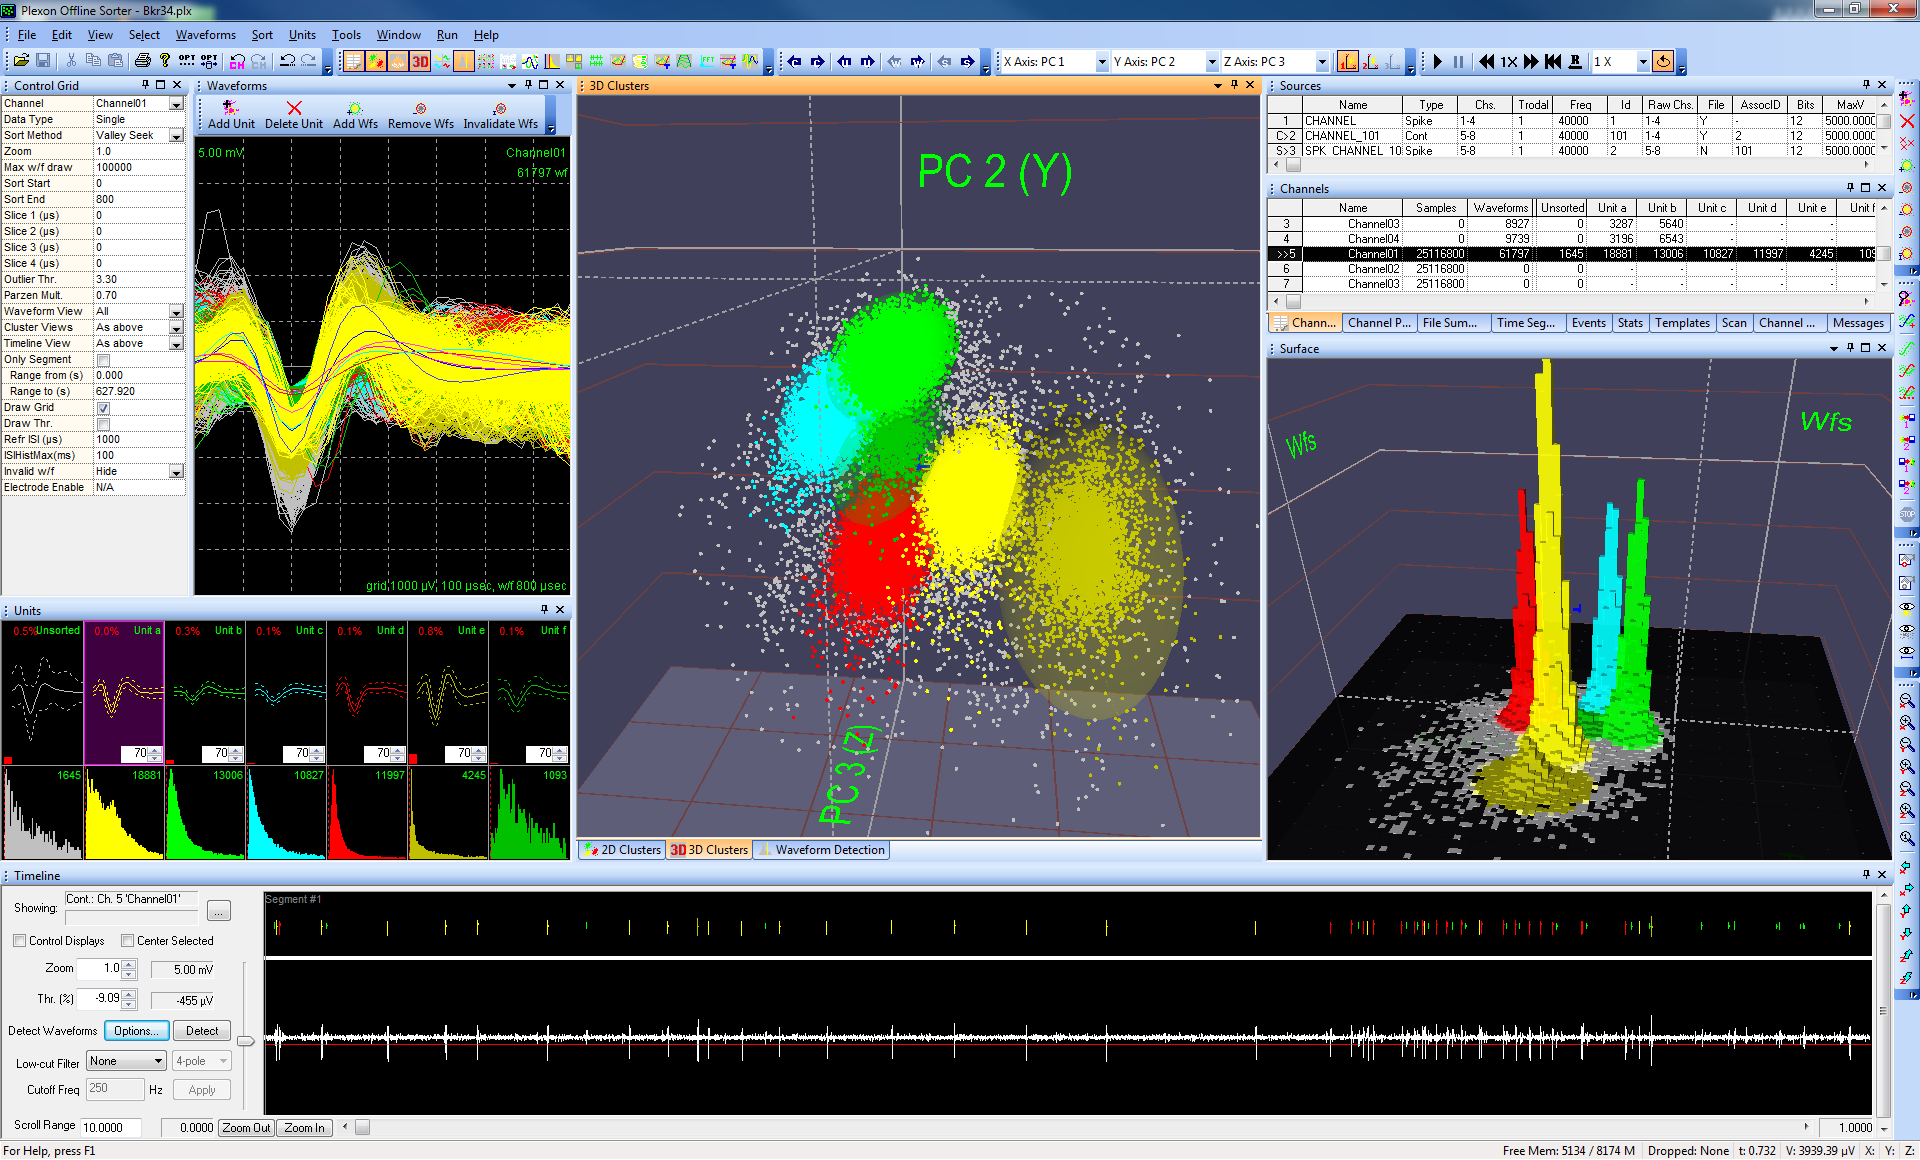 Plexon Offline Sorter - Bkr34.plx
File Edit View Select Waveforms Sort Units Tools Window Run Help
OPT OPT 3D X Axis: PC 1 Y Axis: PC 2 Z Axis: PC 3 1X 1 X
Control Grid
Channel Channel01
Data Type Single
Sort Method Valley Seek
Zoom 1.0
Max w/f draw 100000
Sort Start 0
Sort End 800
Slice 1 (µs) 0
Slice 2 (µs) 0
Slice 3 (µs) 0
Slice 4 (µs) 0
Outlier Thr. 3.30
Parzen Mult. 0.70
Waveform View All
Cluster Views As above
Timeline View As above
Only Segment
Range from (s) 0.000
Range to (s) 627.920
Draw Grid
Draw Thr.
Refr ISI (µs) 1000
ISIHistMax(ms) 100
Invalid w/f Hide
Electrode Enable N/A
Waveforms
Add Unit Delete Unit Add Wfs Remove Wfs Invalidate Wfs
5.00 mV Channel01
61797 wf
grid,1000 µV, 100 µsec, w/f 800 µsec
3D Clusters
PC 2 (Y)
PC 3 (Z)
2D Clusters 3D 3D Clusters Waveform Detection
Sources
Name Type Chs. Trodal Freq Id Raw Chs. File AssocID Bits MaxV
1 CHANNEL Spike 1-4 1 40000 1 1-4 Y - 12 5000.000
C>2 CHANNEL_101 Cont 5-8 1 40000 101 1-4 Y 2 12 5000.000
S>3 SPK_CHANNEL_10 Spike 5-8 1 40000 2 5-8 N 101 12 5000.000
Channels
Name Samples Waveforms Unsorted Unit a Unit b Unit c Unit d Unit e Unit f
3 Channel03 0 8927 0 3287 5640 - - - -
4 Channel04 0 9739 0 3196 6543 - - - -
>>5 Channel01 25116800 61797 1645 18881 13006 10827 11997 4245 109
6 Channel02 25116800 0 0 - - - - - -
7 Channel03 25116800 0 0 - - - - - -
Chann... Channel P... File Sum... Time Seg... Events Stats Templates Scan Channel ... Messages
Surface
Wfs
Wfs
Units
0.5% Unsorted 0.0% Unit a 0.3% Unit b 0.1% Unit c 0.1% Unit d 0.8% Unit e 0.1% Unit f
70 70 70 70 70 70
1645 18881 13006 10827 11997 4245 1093
Timeline
Showing: Cont.: Ch. 5 'Channel01' ...
Control Displays Center Selected
Zoom 1.0 5.00 mV
Thr. (%) -9.09 -455 µV
Detect Waveforms Options... Detect
Low-cut Filter None 4-pole
Cutoff Freq 250 Hz Apply
Scroll Range 10.0000 0.0000 Zoom Out Zoom In 1.0000
Segment #1
STOP
For Help, press F1 Free Mem: 5134 / 8174 M Dropped: None t: 0.732 V: 3939.39 µV X: Y: Z: